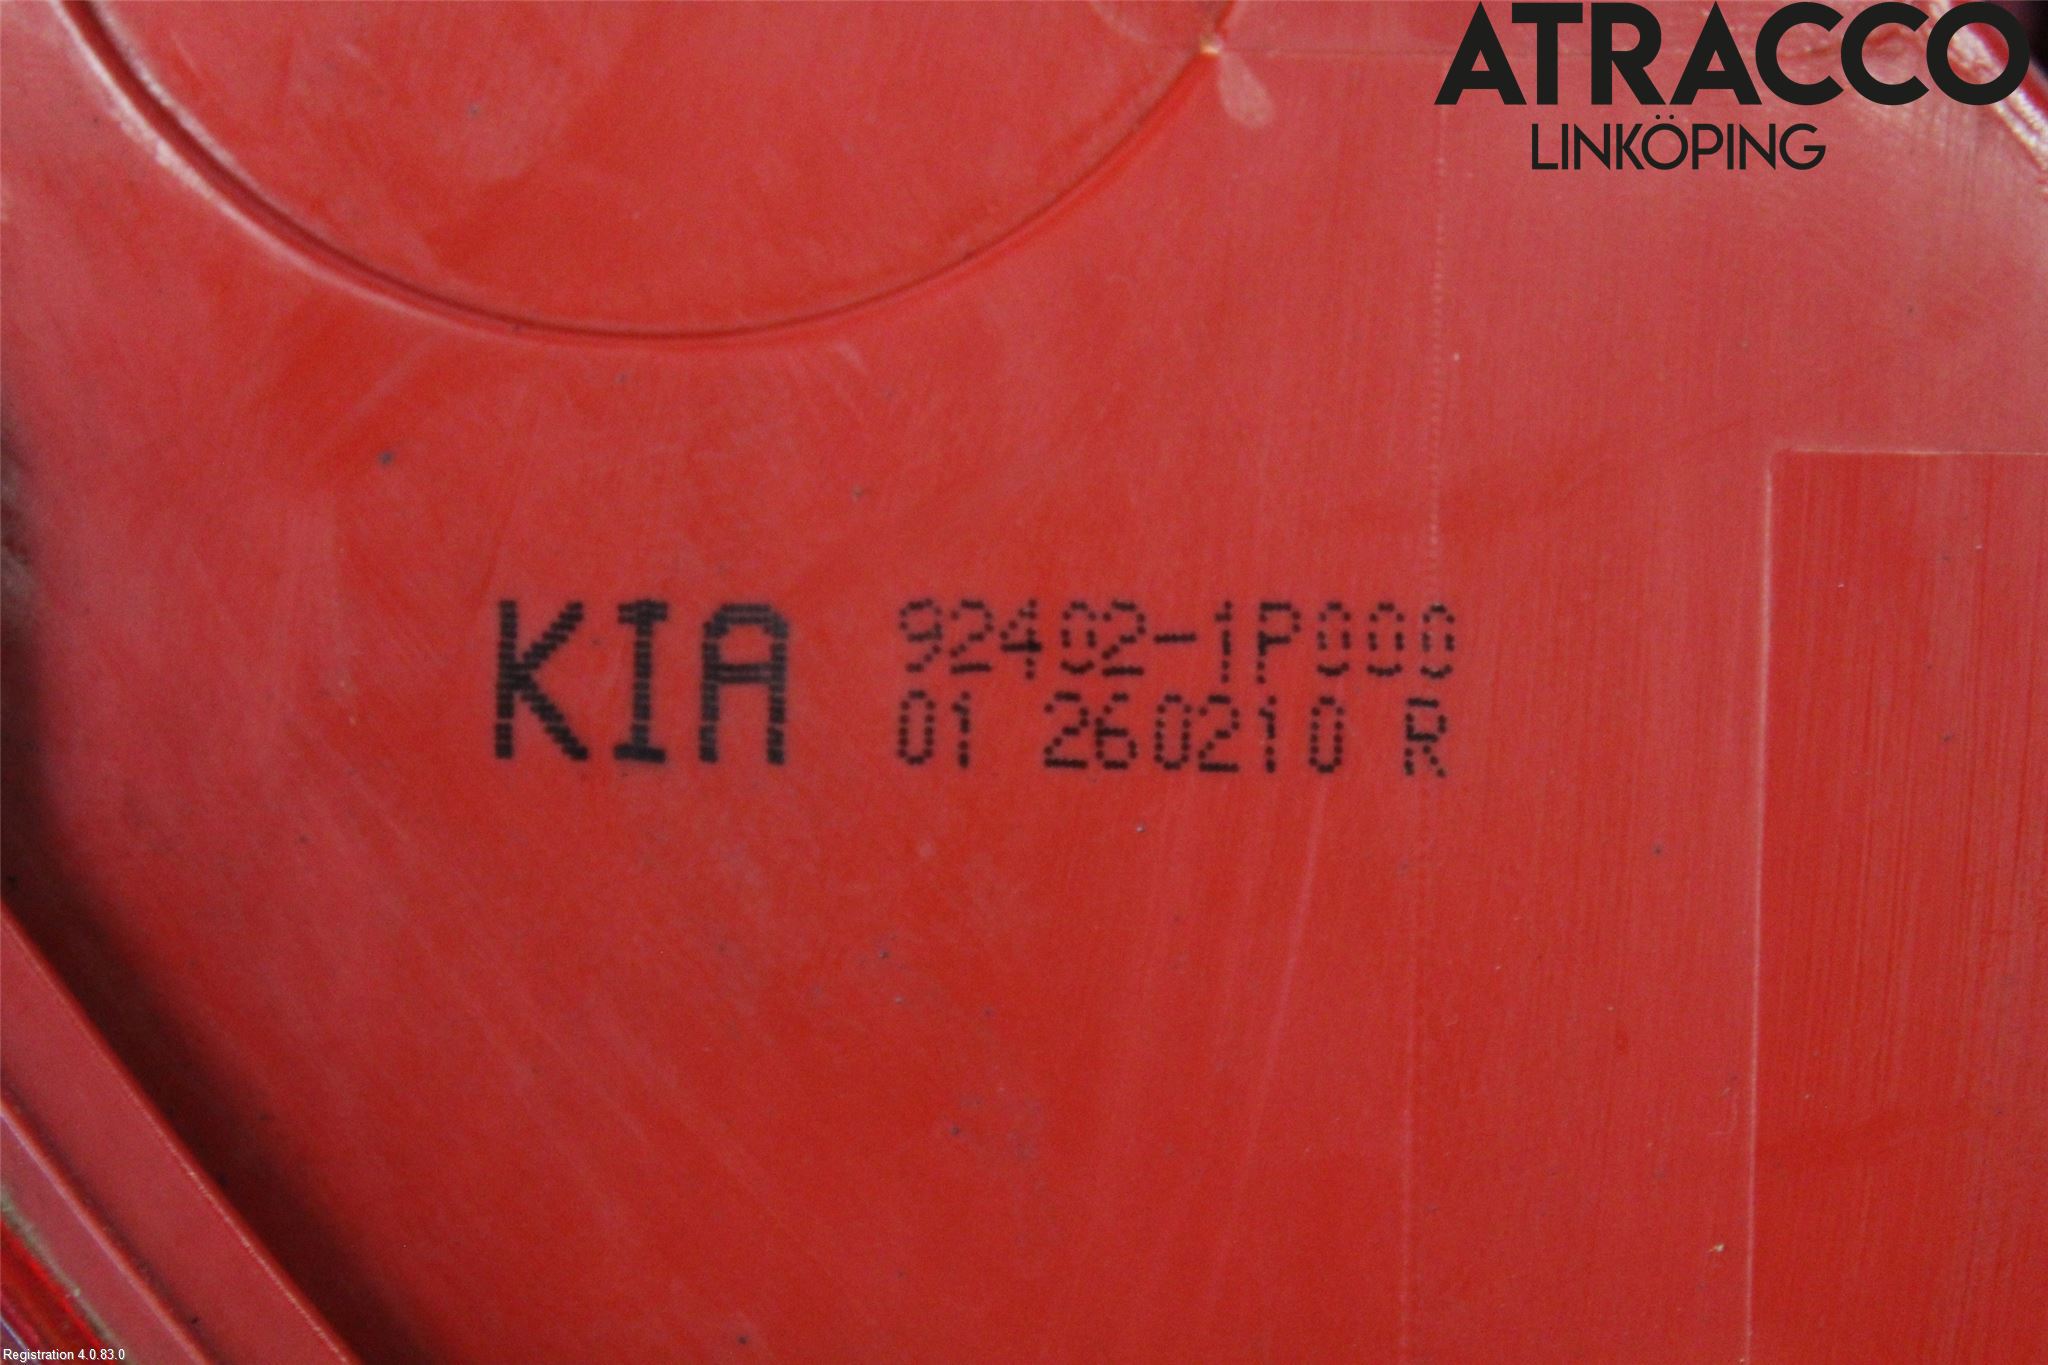 ATRACCO
LINKÖPING
KIA 92402-1P000
01 260210 R
Registration 4.0.83.0